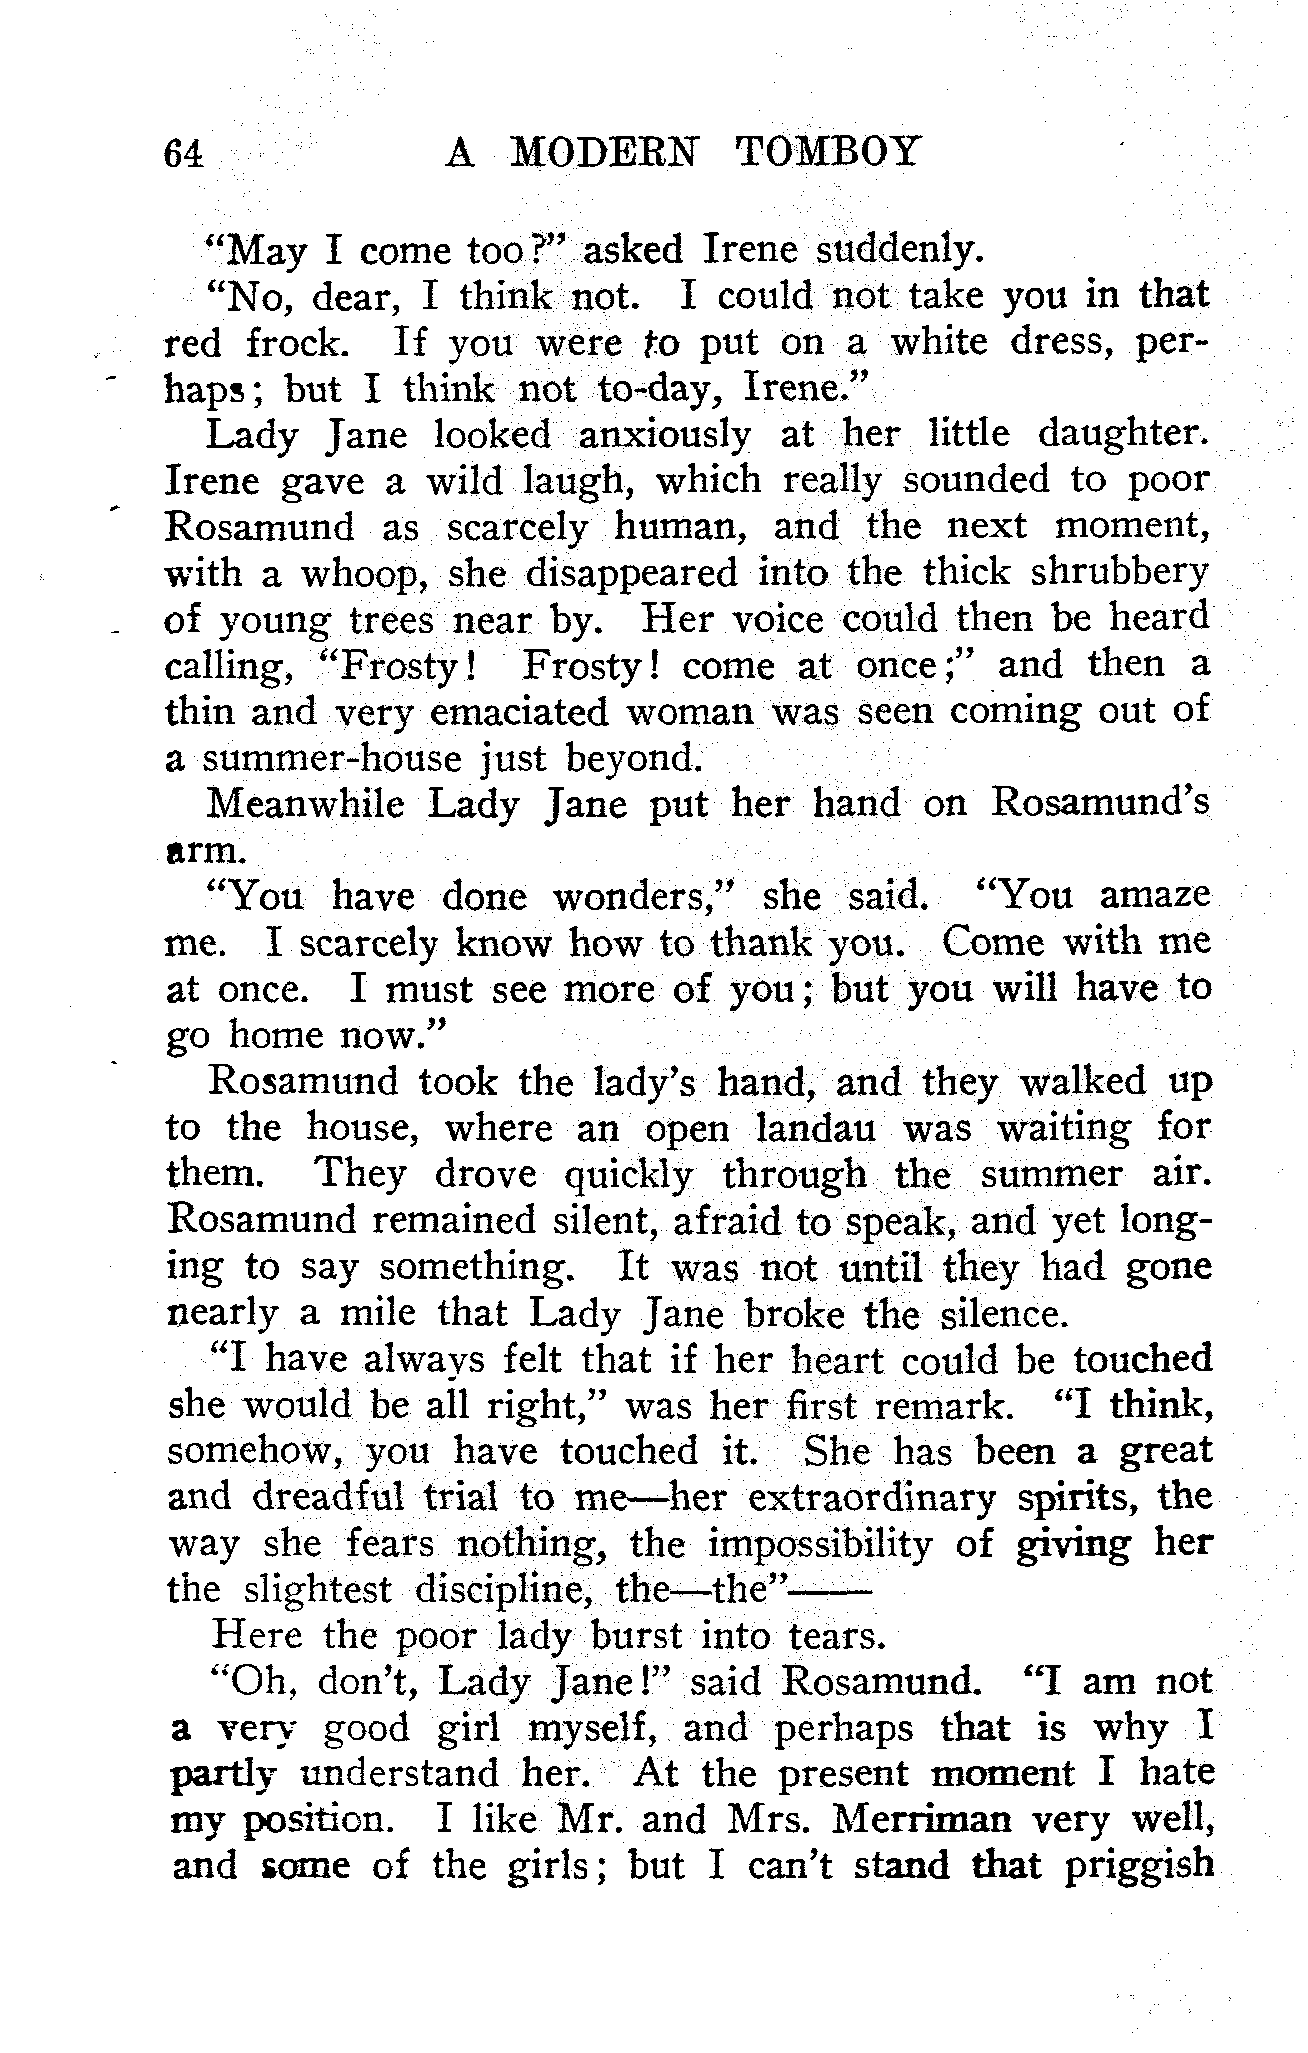 64 A MODERN TOMBOY
“May I come too?” asked Irene suddenly.
“No, dear, I think not. I could not take you in that
red frock. If you were to put on a white dress, per-
haps; but I think not to-day, Irene.”
Lady Jane looked anxiously at her little daughter.
Irene gave a wild laugh, which really sounded to poor
Rosamund as scarcely human, and the next moment,
with a whoop, she disappeared into the thick shrubbery
of young trees near by. Her voice could then be heard
calling, “Frosty! Frosty! come at once;” and then a
thin and very emaciated woman was seen coming out of
a summer-house just beyond.
Meanwhile Lady Jane put her hand on Rosamund’s
arm.
“You have done wonders,” she said. “You amaze
me. I scarcely know how to thank you. Come with me
at once. I must see more of you; but you will have to
go home now.”
Rosamund took the lady’s hand, and they walked up
to the house, where an open landau was waiting for
them. They drove quickly through the summer air.
Rosamund remained silent, afraid to speak, and yet long-
ing to say something. It was not until they had gone
nearly a mile that Lady Jane broke the silence.
“I have always felt that if her heart could be touched
she would be all right,” was her first remark. “I think,
somehow, you have touched it. She has been a great
and dreadful trial to me—her extraordinary spirits, the
way she fears nothing, the impossibility of giving her
the slightest discipline, the—the”——
Here the poor lady burst into tears.
“Oh, don’t, Lady Jane!” said Rosamund. “I am not
a very good girl myself, and perhaps that is why I
partly understand her. At the present moment I hate
my position. I like Mr. and Mrs. Merriman very well,
and some of the girls; but I can’t stand that priggish